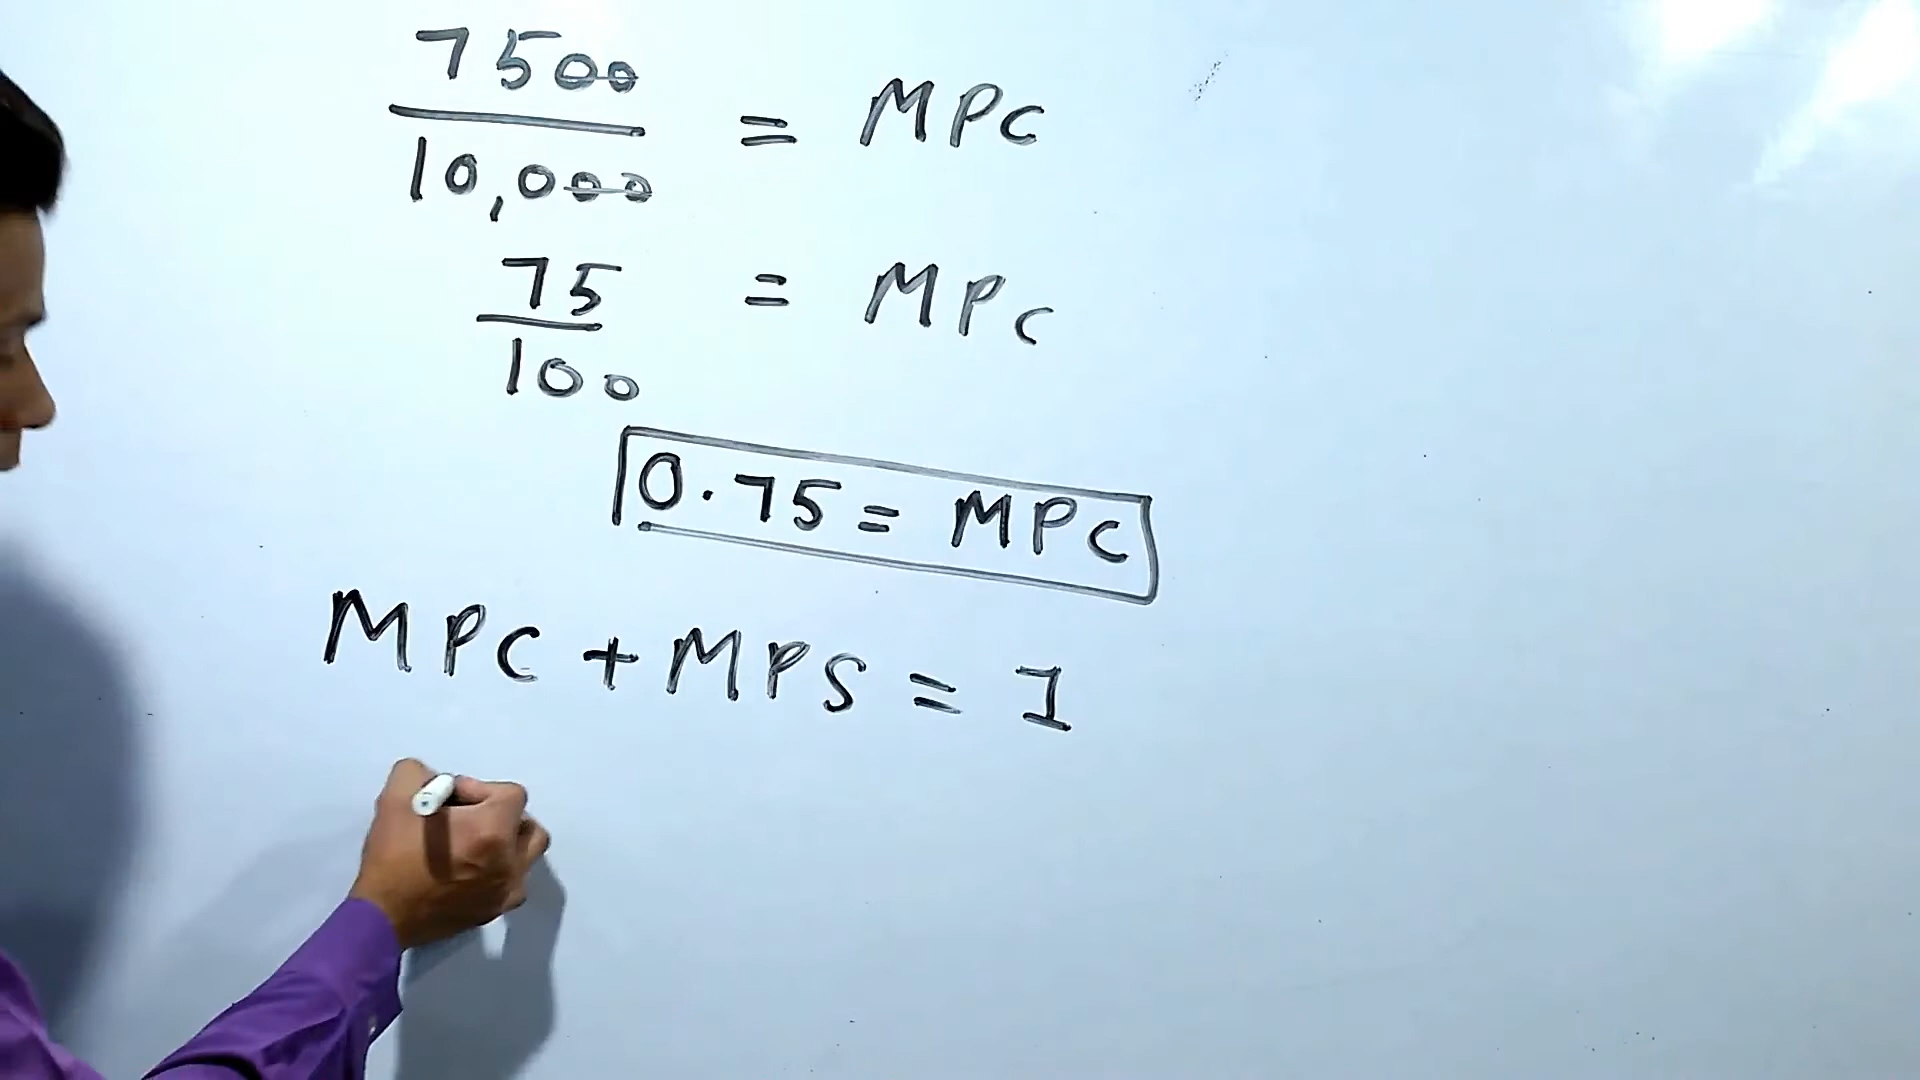 7500
10,000
= MPC
75
100
= MPC
0.75 = MPC
MPC + MPS = 1